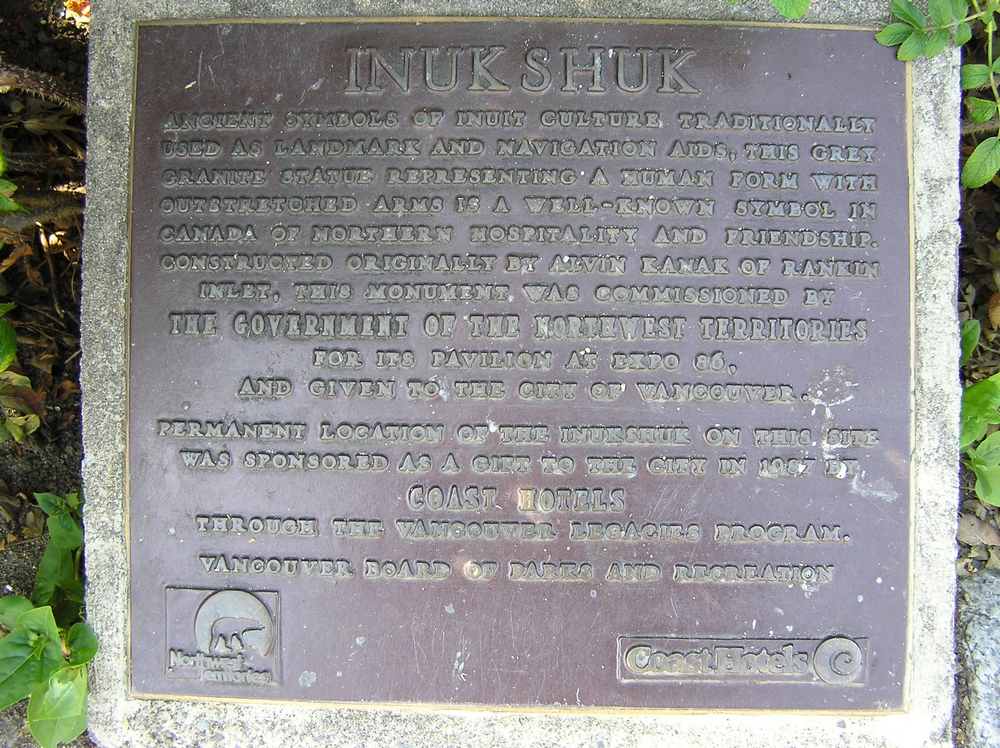 INUKSHUK
ANCIENT SYMBOLS OF INUIT CULTURE TRADITIONALLY
USED AS LANDMARK AND NAVIGATION AIDS, THIS GREY
GRANITE STATUE REPRESENTING A HUMAN FORM WITH
OUTSTRETCHED ARMS IS A WELL-KNOWN SYMBOL IN
CANADA OF NORTHERN HOSPITALITY AND FRIENDSHIP.
CONSTRUCTED ORIGINALLY BY ALVIN KANAK OF RANKIN
INLET, THIS MONUMENT WAS COMMISSIONED BY
THE GOVERNMENT OF THE NORTHWEST TERRITORIES
FOR ITS PAVILION AT EXPO 86,
AND GIVEN TO THE CITY OF VANCOUVER.
PERMANENT LOCATION OF THE INUKSHUK ON THIS SITE
WAS SPONSORED AS A GIFT TO THE CITY IN 1987 BY
COAST HOTELS
THROUGH THE VANCOUVER LEGACIES PROGRAM.
VANCOUVER BOARD OF PARKS AND RECREATION
Northwest
Territories
Coast Hotels